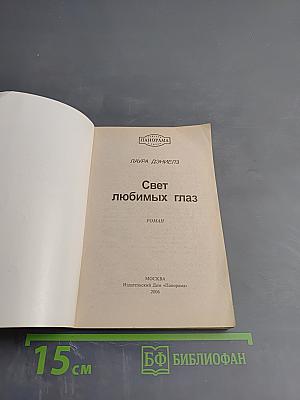 ПАНОРАМА
ЛАУРА ДЭНИЕЛЗ
Свет
любимых глаз
РОМАН
МОСКВА
Издательский Дом «Панорама»
2006
15 см
БФ БИБЛИОФАН